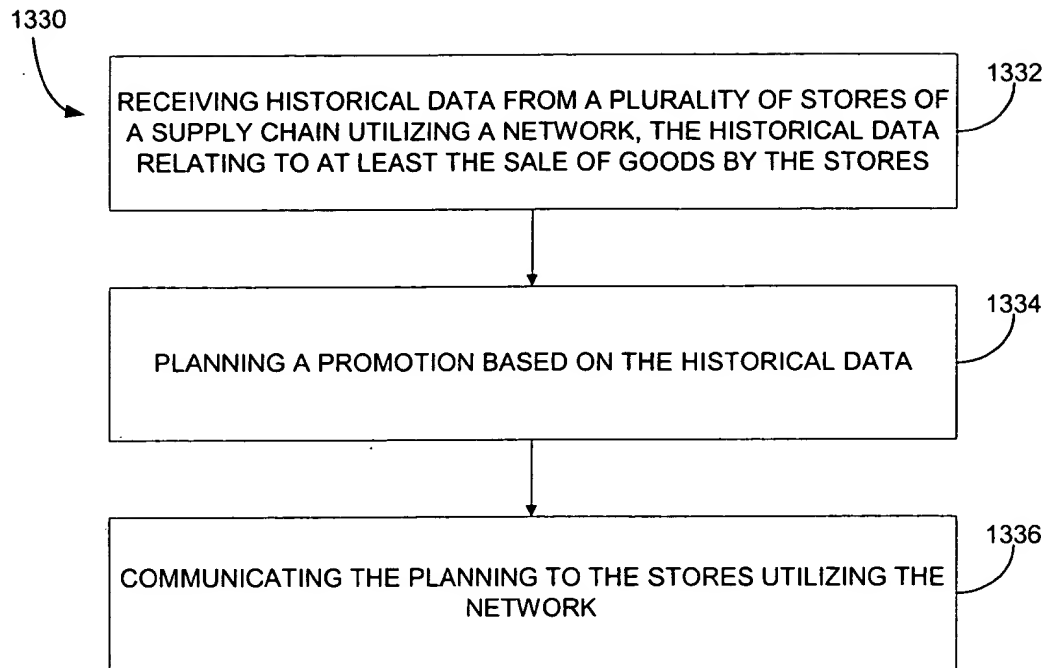 1330
1332
RECEIVING HISTORICAL DATA FROM A PLURALITY OF STORES OF
A SUPPLY CHAIN UTILIZING A NETWORK, THE HISTORICAL DATA
RELATING TO AT LEAST THE SALE OF GOODS BY THE STORES
1334
PLANNING A PROMOTION BASED ON THE HISTORICAL DATA
1336
COMMUNICATING THE PLANNING TO THE STORES UTILIZING THE
NETWORK